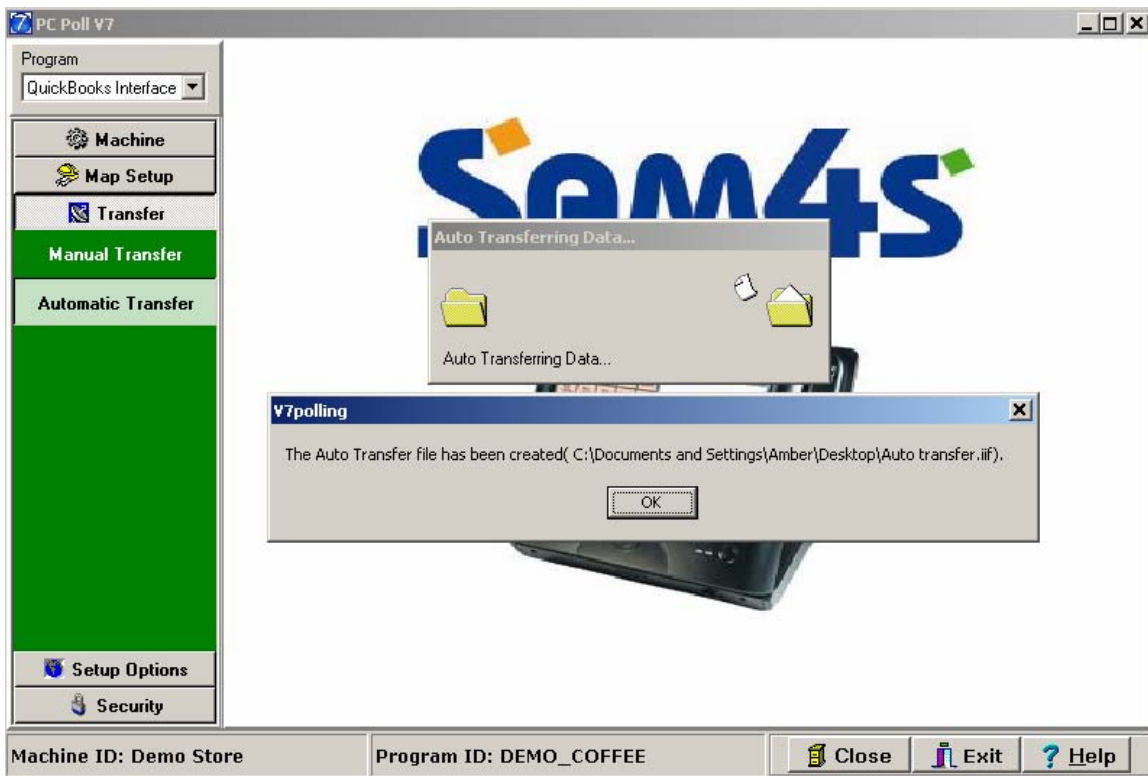 PC Poll V7
Program
QuickBooks Interface
Machine
Map Setup
Transfer
Manual Transfer
Automatic Transfer
Setup Options
Security
Sam4s
Auto Transferring Data...
Auto Transferring Data...
V7polling
The Auto Transfer file has been created( C:\Documents and Settings\Amber\Desktop\Auto transfer.iif).
OK
Machine ID: Demo Store
Program ID: DEMO_COFFEE
Close
Exit
Help